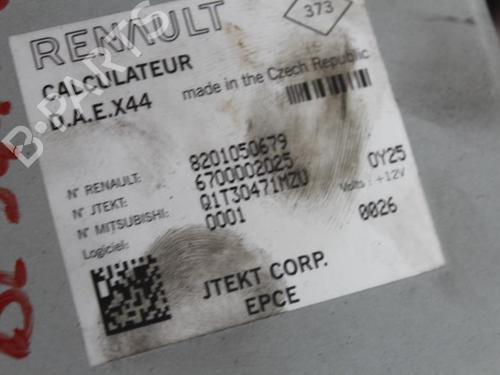 RENAULT
373
CALCULATEUR
D.A.E.X44
made in the Czech Republic
N° RENAULT: 8201050679
N° JTEKT: 6700002025
N° MITSUBISHI: Q1T30471MZU
Logiciel: 0001
0Y25
Volts : +12V
0026
JTEKT CORP.
EPCE
B-PARTS